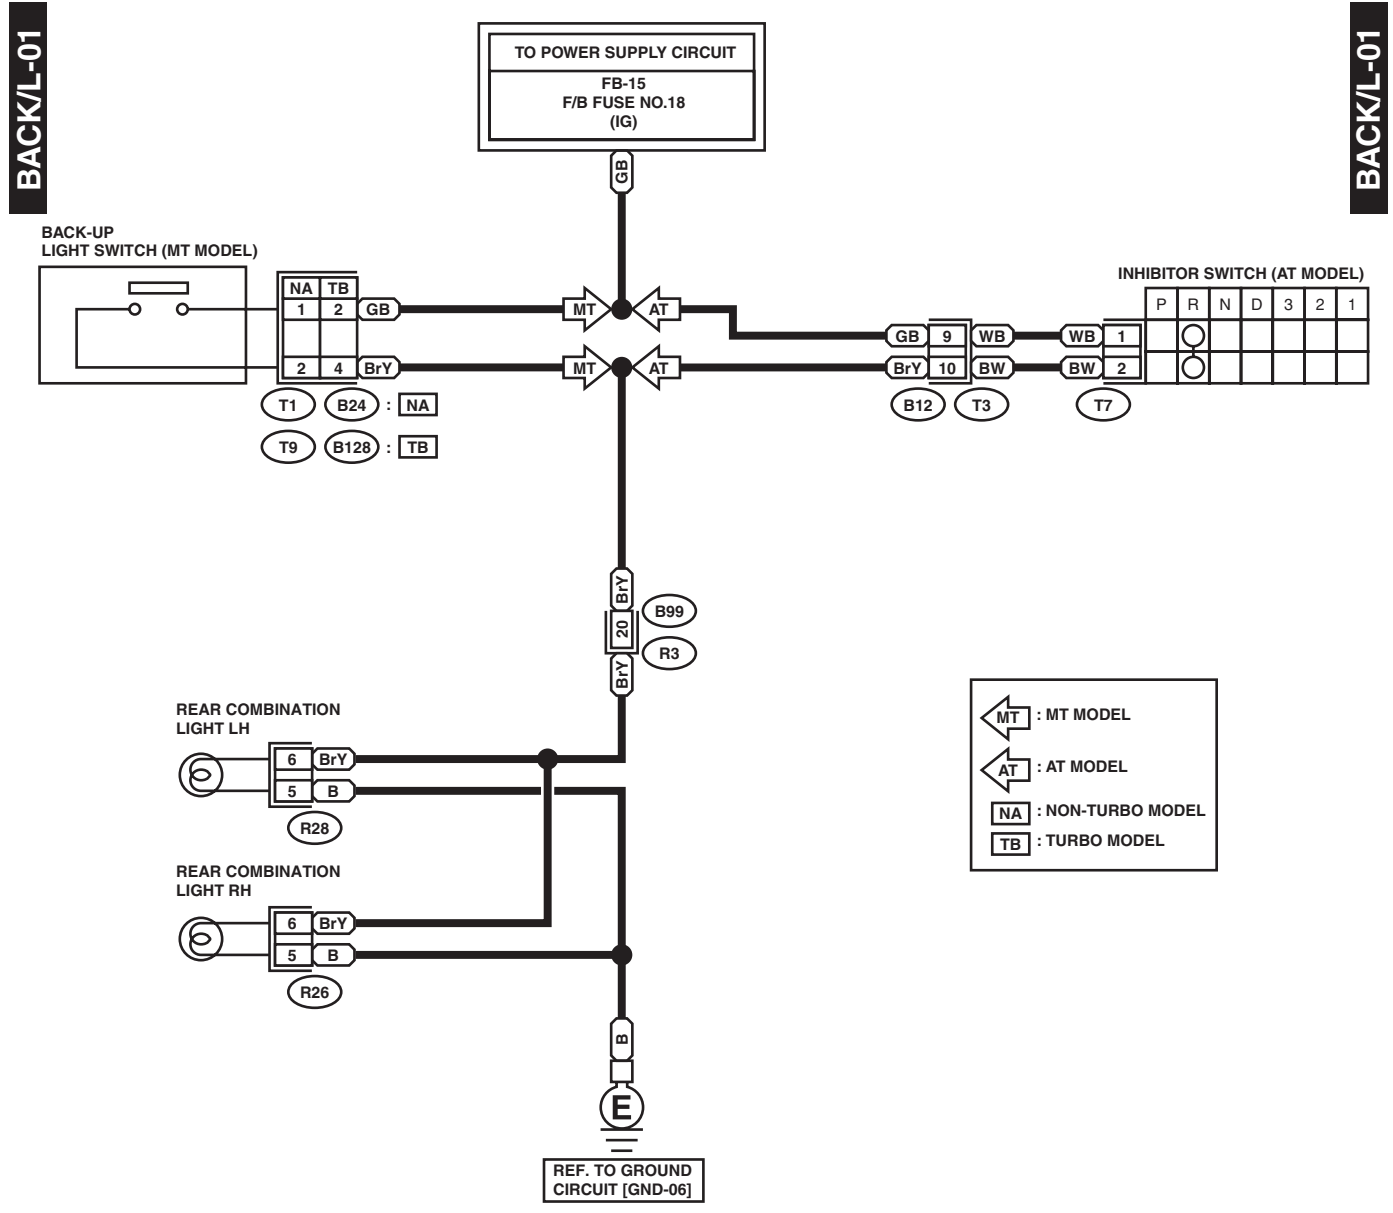 BACK/L-01
BACK/L-01
TO POWER SUPPLY CIRCUIT
FB-15
F/B FUSE NO.18
(IG)
GB
BACK-UP
LIGHT SWITCH (MT MODEL)
NA TB
1 2 GB
2 4 BrY
T1 B24 : NA
T9 B128 : TB
MT AT
MT AT
INHIBITOR SWITCH (AT MODEL)
P R N D 3 2 1
GB 9 WB WB 1
BrY 10 BW BW 2
B12 T3 T7
BrY
20
BrY
B99
R3
REAR COMBINATION
LIGHT LH
6 BrY
5 B
R28
REAR COMBINATION
LIGHT RH
6 BrY
5 B
R26
MT : MT MODEL
AT : AT MODEL
NA : NON-TURBO MODEL
TB : TURBO MODEL
B
E
REF. TO GROUND
CIRCUIT [GND-06]